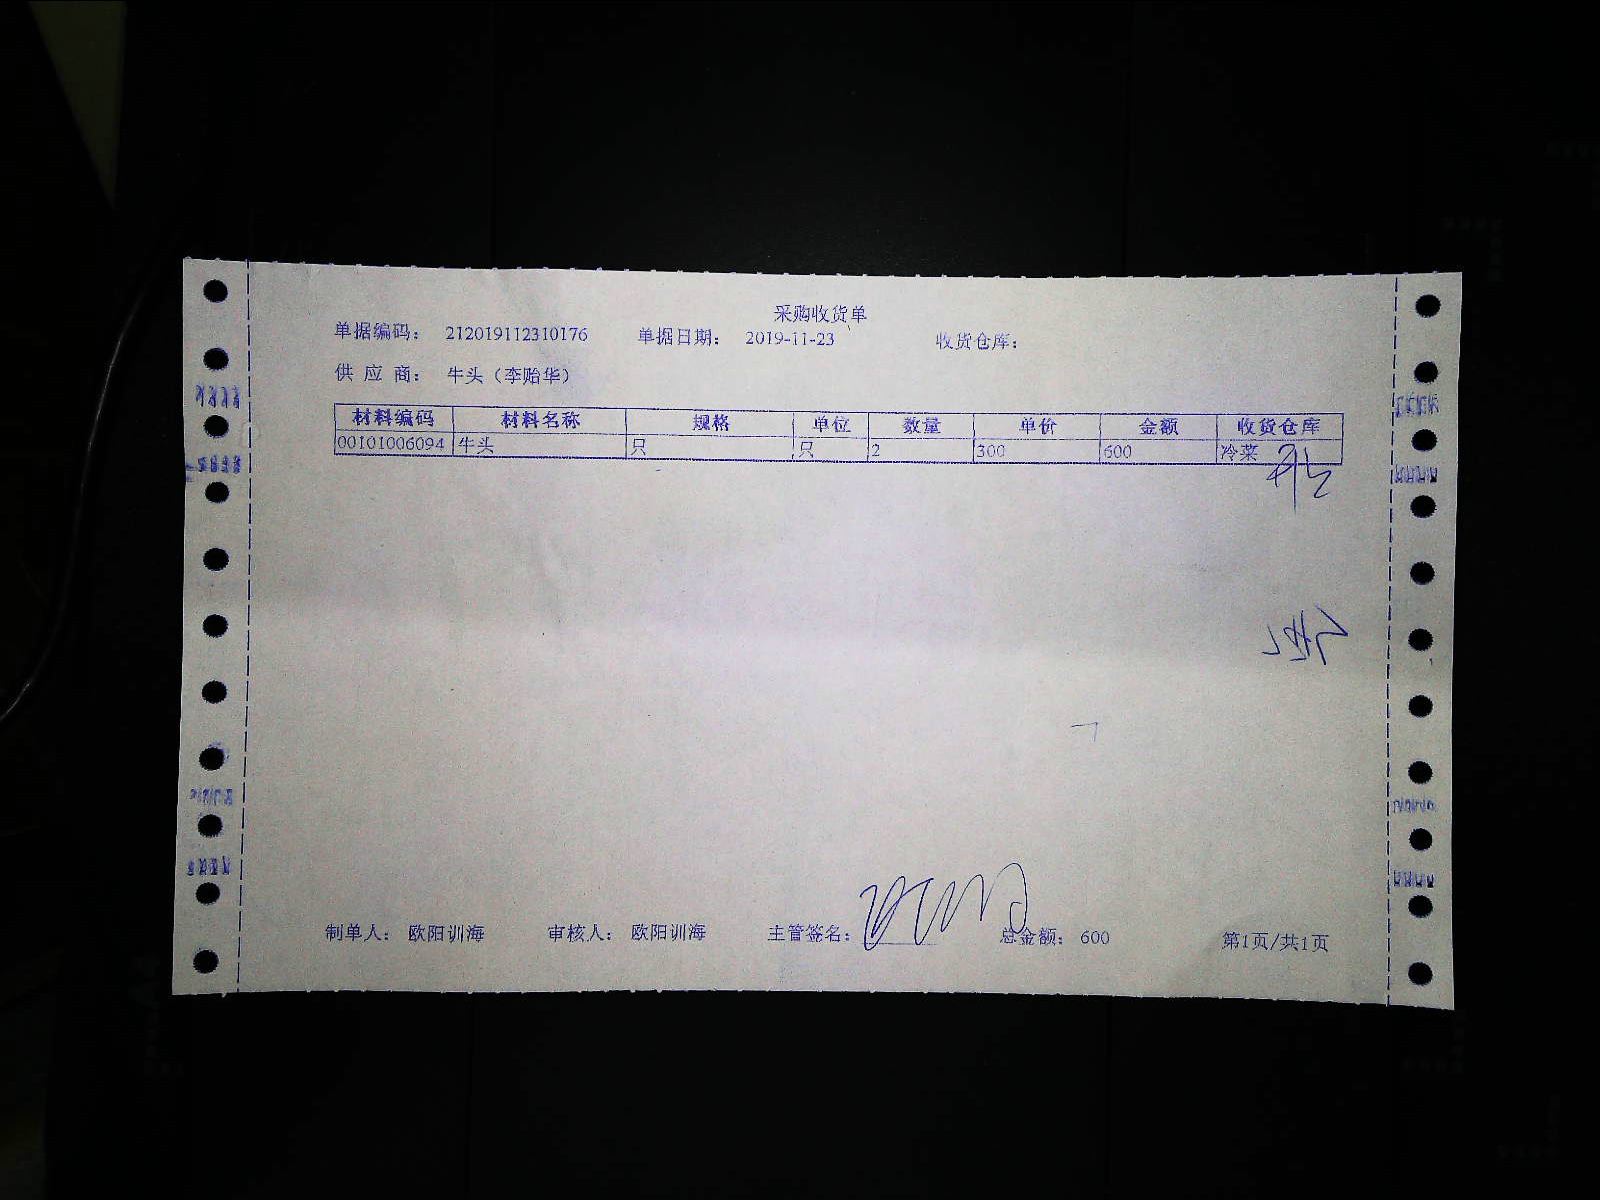 采购收货单
单据编码： 212019112310176 单据日期： 2019-11-23 收货仓库：
供 应 商： 牛头（李贻华）
材料编码 材料名称 规格 单位 数量 单价 金额 收货仓库
00101006094 牛头 只 只 2 300 600 冷菜
制单人： 欧阳训海 审核人： 欧阳训海 主管签名： 总金额： 600 第1页/共1页